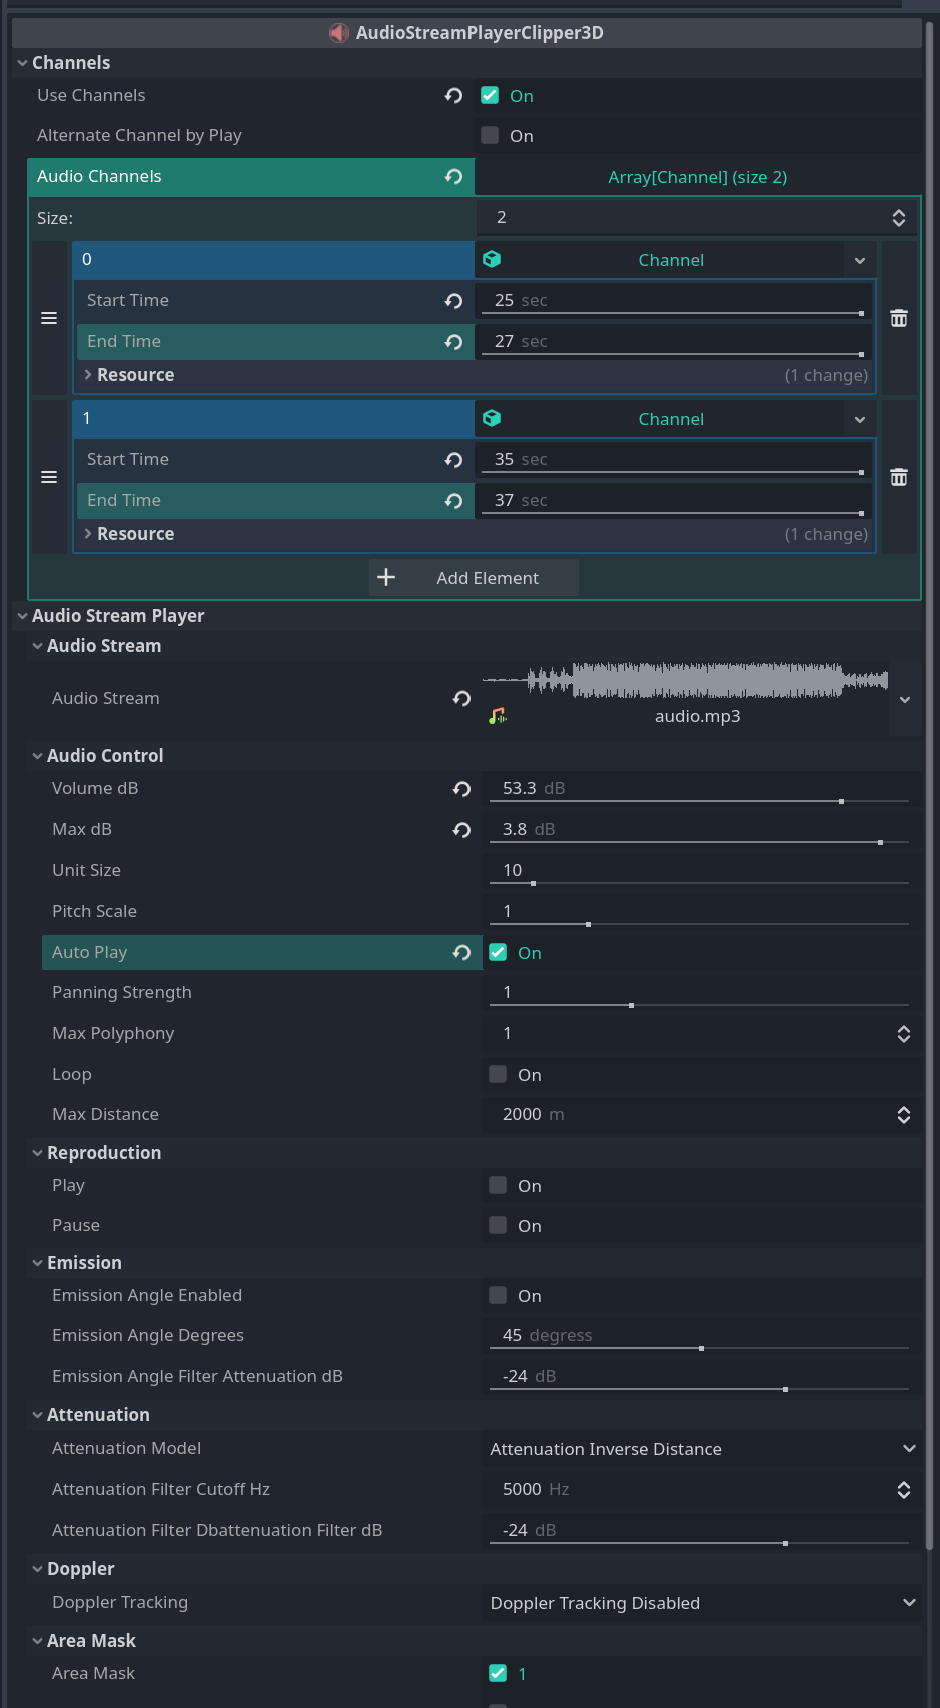 AudioStreamPlayerClipper3D
Channels
Use Channels On
Alternate Channel by Play On
Audio Channels Array[Channel] (size 2)
Size: 2
0 Channel
Start Time 25 sec
End Time 27 sec
Resource (1 change)
1 Channel
Start Time 35 sec
End Time 37 sec
Resource (1 change)
Add Element
Audio Stream Player
Audio Stream
Audio Stream audio.mp3
Audio Control
Volume dB 53.3 dB
Max dB 3.8 dB
Unit Size 10
Pitch Scale 1
Auto Play On
Panning Strength 1
Max Polyphony 1
Loop On
Max Distance 2000 m
Reproduction
Play On
Pause On
Emission
Emission Angle Enabled On
Emission Angle Degrees 45 degress
Emission Angle Filter Attenuation dB -24 dB
Attenuation
Attenuation Model Attenuation Inverse Distance
Attenuation Filter Cutoff Hz 5000 Hz
Attenuation Filter Dbattenuation Filter dB -24 dB
Doppler
Doppler Tracking Doppler Tracking Disabled
Area Mask
Area Mask 1